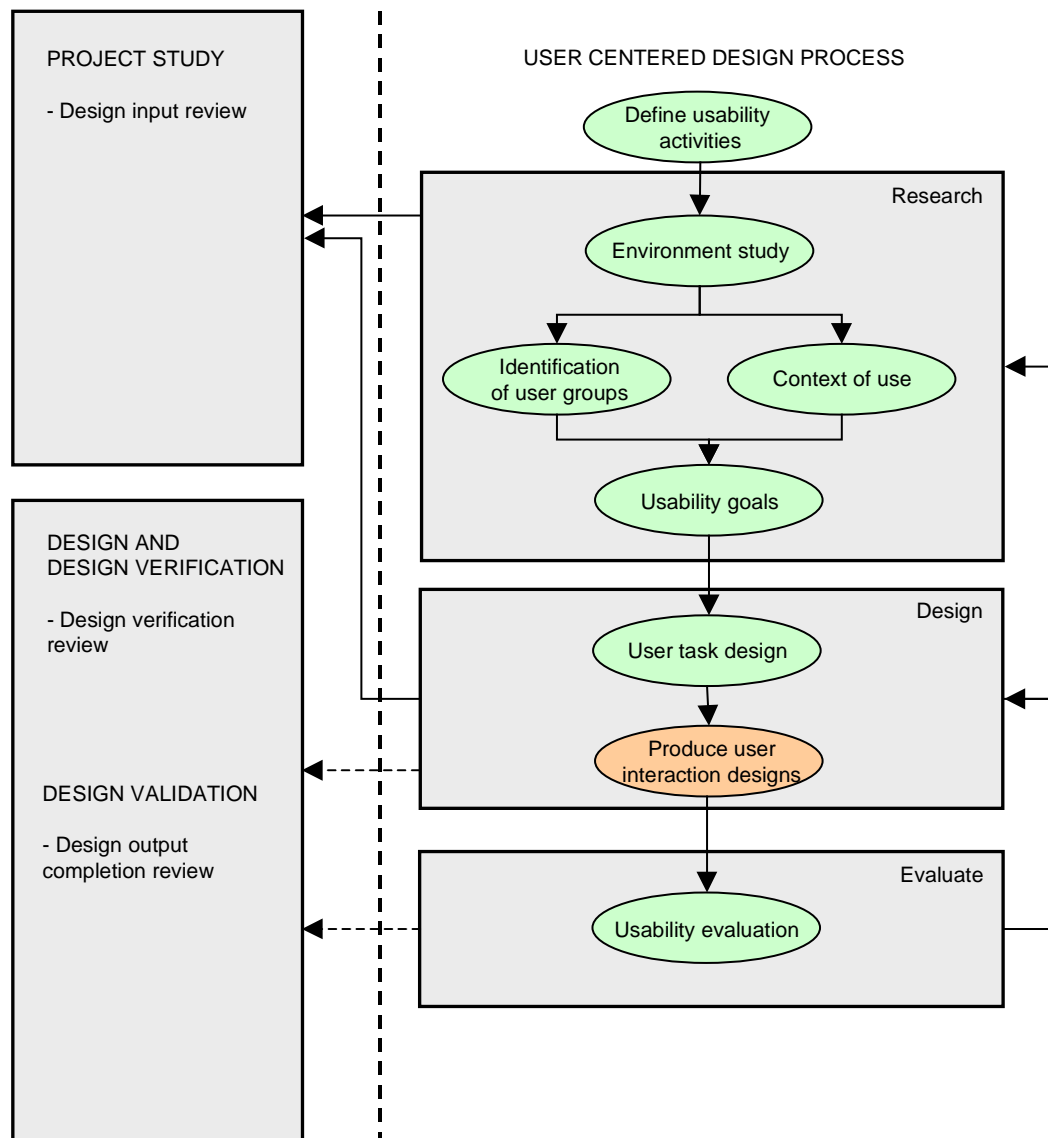 PROJECT STUDY
- Design input review
DESIGN AND
DESIGN VERIFICATION
- Design verification
review
DESIGN VALIDATION
- Design output
completion review
USER CENTERED DESIGN PROCESS
Define usability
activities
Research
Environment study
Identification
of user groups
Context of use
Usability goals
Design
User task design
Produce user
interaction designs
Evaluate
Usability evaluation